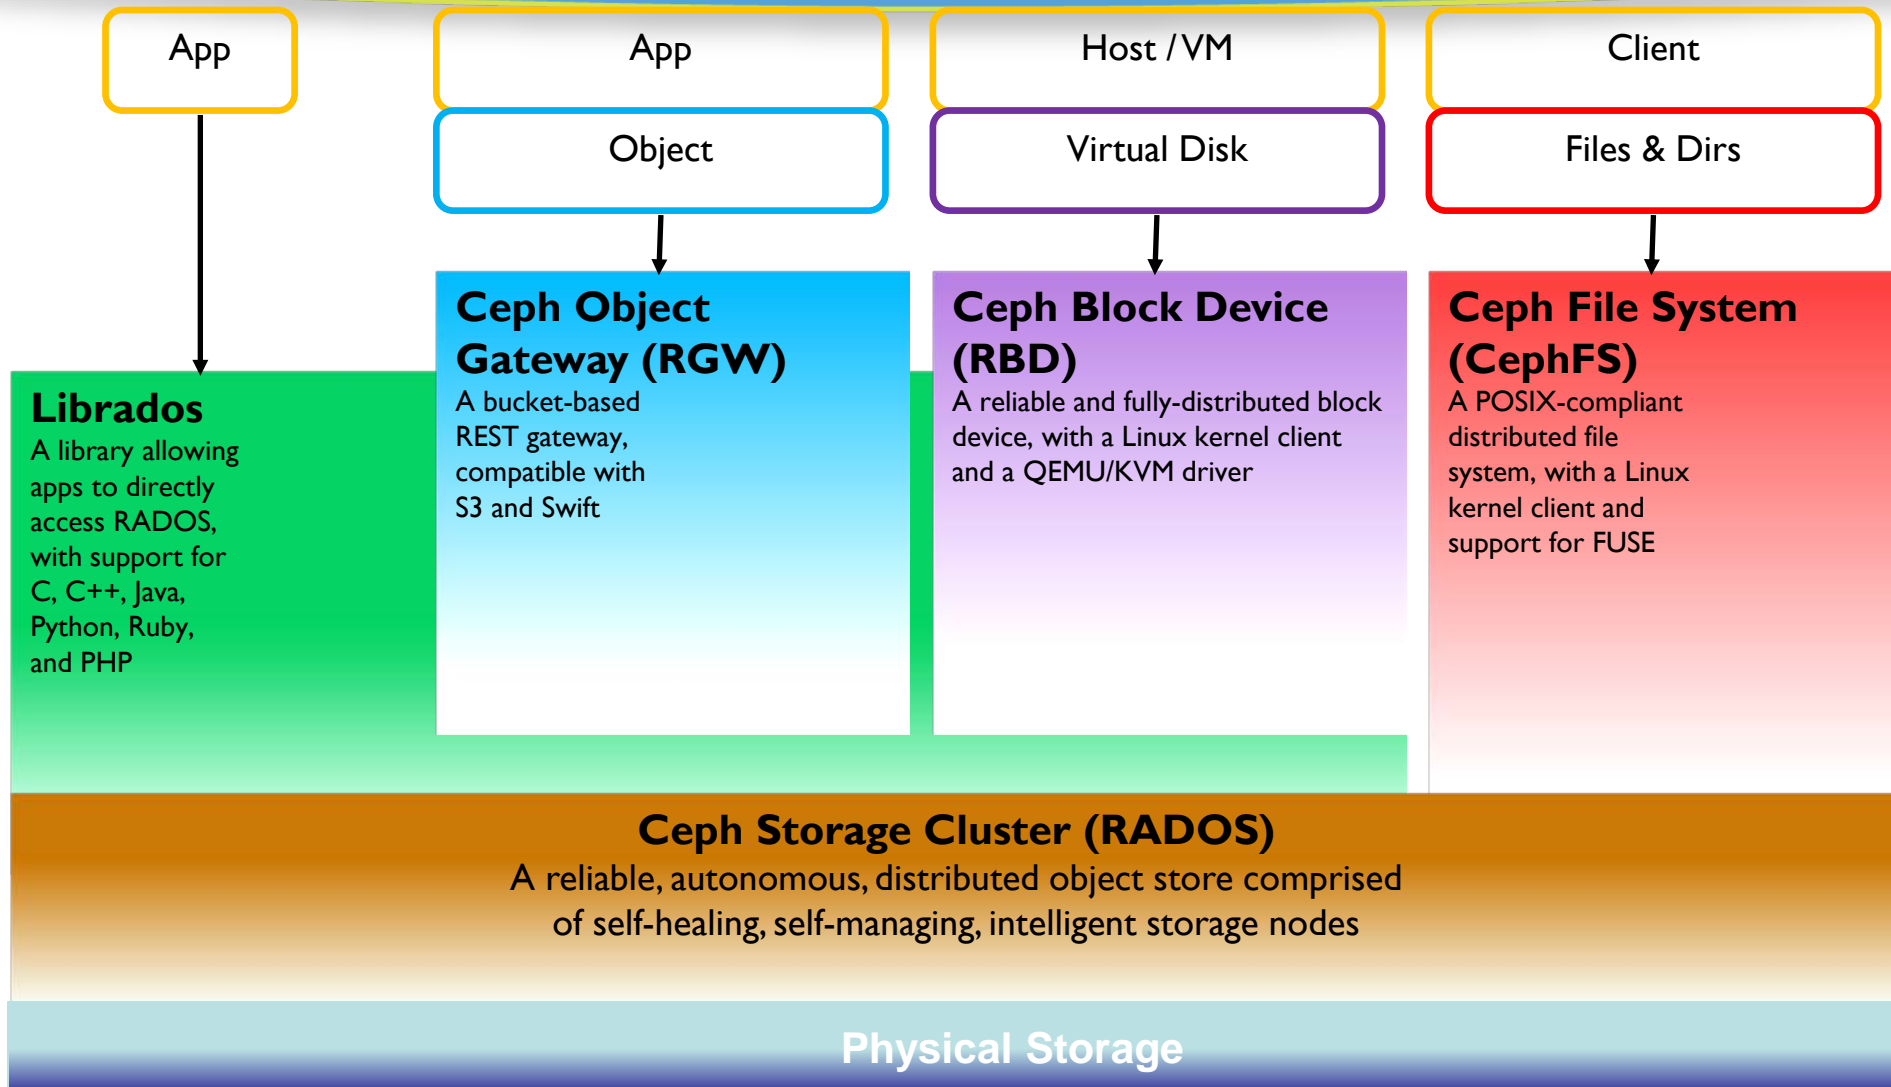 App
App
Host / VM
Client
Object
Virtual Disk
Files & Dirs
Librados
A library allowing
apps to directly
access RADOS,
with support for
C, C++, Java,
Python, Ruby,
and PHP
Ceph Object
Gateway (RGW)
A bucket-based
REST gateway,
compatible with
S3 and Swift
Ceph Block Device
(RBD)
A reliable and fully-distributed block
device, with a Linux kernel client
and a QEMU/KVM driver
Ceph File System
(CephFS)
A POSIX-compliant
distributed file
system, with a Linux
kernel client and
support for FUSE
Ceph Storage Cluster (RADOS)
A reliable, autonomous, distributed object store comprised
of self-healing, self-managing, intelligent storage nodes
Physical Storage